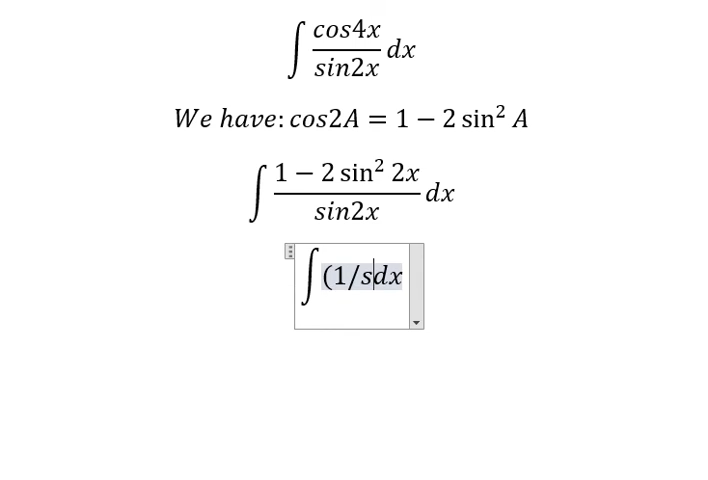 ∫ cos4x / sin2x dx
We have: cos2A = 1 − 2 sin² A
∫ 1 − 2 sin² 2x / sin2x dx
∫ (1/sdx